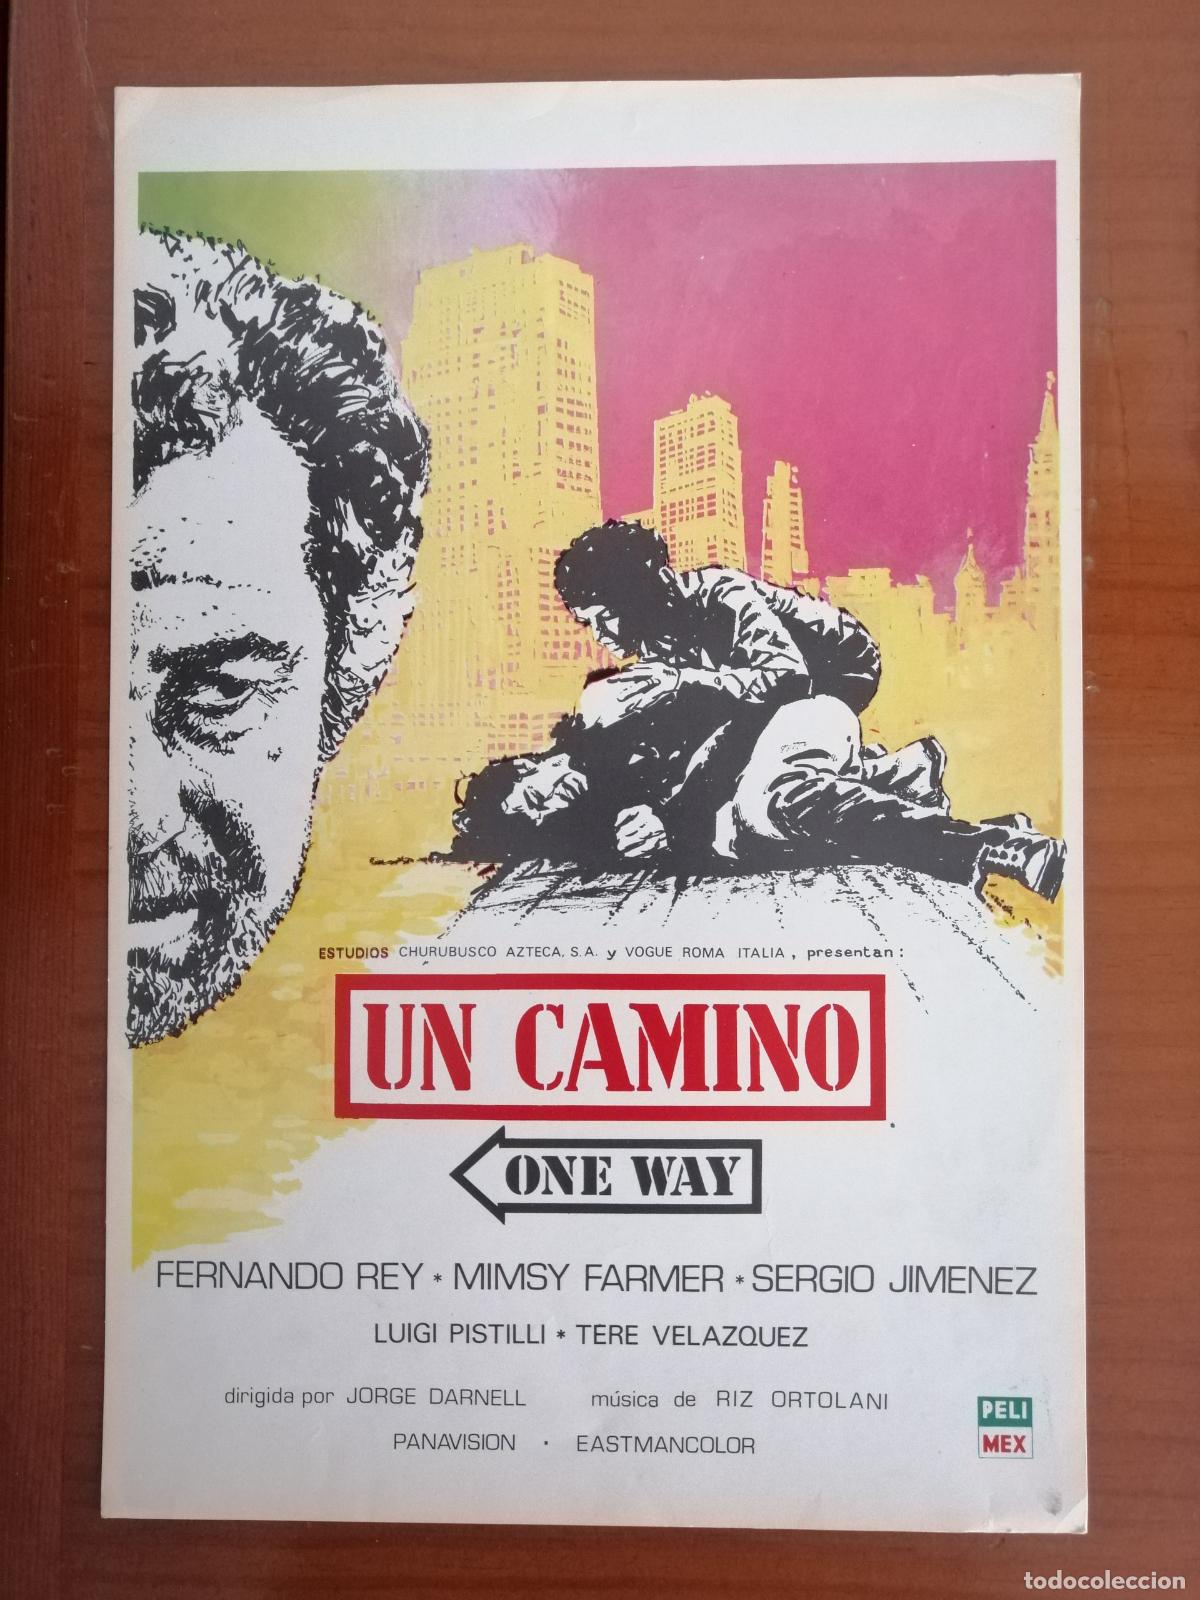 ESTUDIOS CHURUBUSCO AZTECA, S.A. y VOGUE ROMA ITALIA, presentan:
UN CAMINO
ONE WAY
FERNANDO REY * MIMSY FARMER * SERGIO JIMENEZ
LUIGI PISTILLI * TERE VELAZQUEZ
dirigida por JORGE DARNELL música de RIZ ORTOLANI
PANAVISION · EASTMANCOLOR
PELI
MEX
todocoleccion